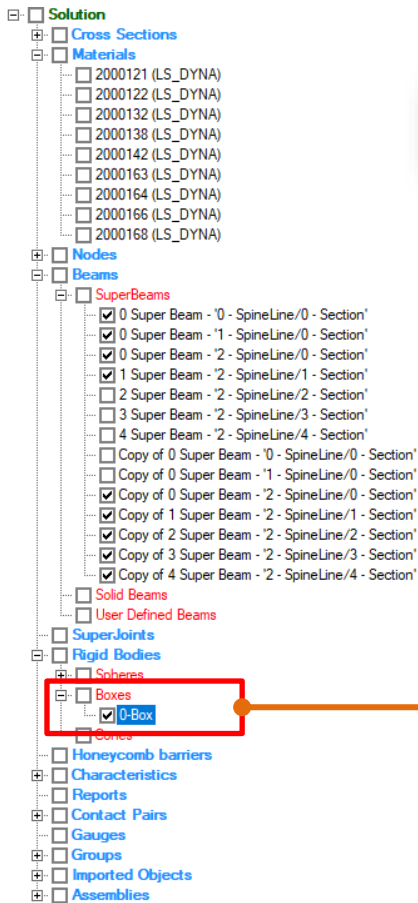 Solution
Cross Sections
Materials
2000121 (LS_DYNA)
2000122 (LS_DYNA)
2000132 (LS_DYNA)
2000138 (LS_DYNA)
2000142 (LS_DYNA)
2000163 (LS_DYNA)
2000164 (LS_DYNA)
2000166 (LS_DYNA)
2000168 (LS_DYNA)
Nodes
Beams
SuperBeams
0 Super Beam - '0 - SpineLine/0 - Section'
0 Super Beam - '1 - SpineLine/0 - Section'
0 Super Beam - '2 - SpineLine/0 - Section'
1 Super Beam - '2 - SpineLine/1 - Section'
2 Super Beam - '2 - SpineLine/2 - Section'
3 Super Beam - '2 - SpineLine/3 - Section'
4 Super Beam - '2 - SpineLine/4 - Section'
Copy of 0 Super Beam - '0 - SpineLine/0 - Section'
Copy of 0 Super Beam - '1 - SpineLine/0 - Section'
Copy of 0 Super Beam - '2 - SpineLine/0 - Section'
Copy of 1 Super Beam - '2 - SpineLine/1 - Section'
Copy of 2 Super Beam - '2 - SpineLine/2 - Section'
Copy of 3 Super Beam - '2 - SpineLine/3 - Section'
Copy of 4 Super Beam - '2 - SpineLine/4 - Section'
Solid Beams
User Defined Beams
SuperJoints
Rigid Bodies
Spheres
Boxes
0-Box
Cones
Honeycomb barriers
Characteristics
Reports
Contact Pairs
Gauges
Groups
Imported Objects
Assemblies